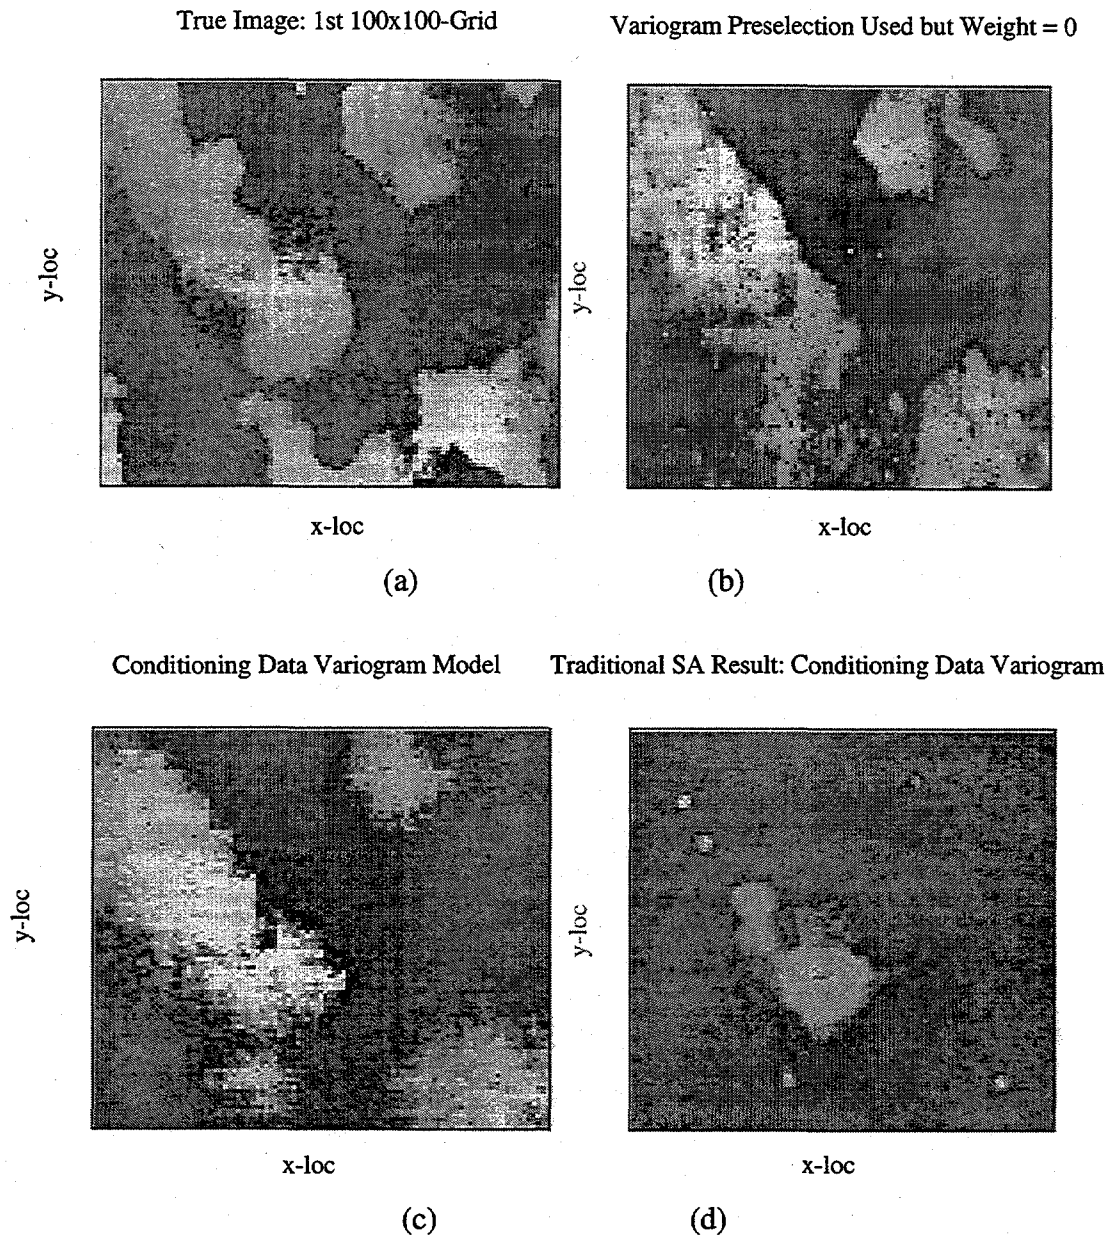 True Image: 1st 100x100-Grid
Variogram Preselection Used but Weight = 0
y-loc
y-loc
x-loc
x-loc
(a)
(b)
Conditioning Data Variogram Model
Traditional SA Result: Conditioning Data Variogram
y-loc
y-loc
x-loc
x-loc
(c)
(d)